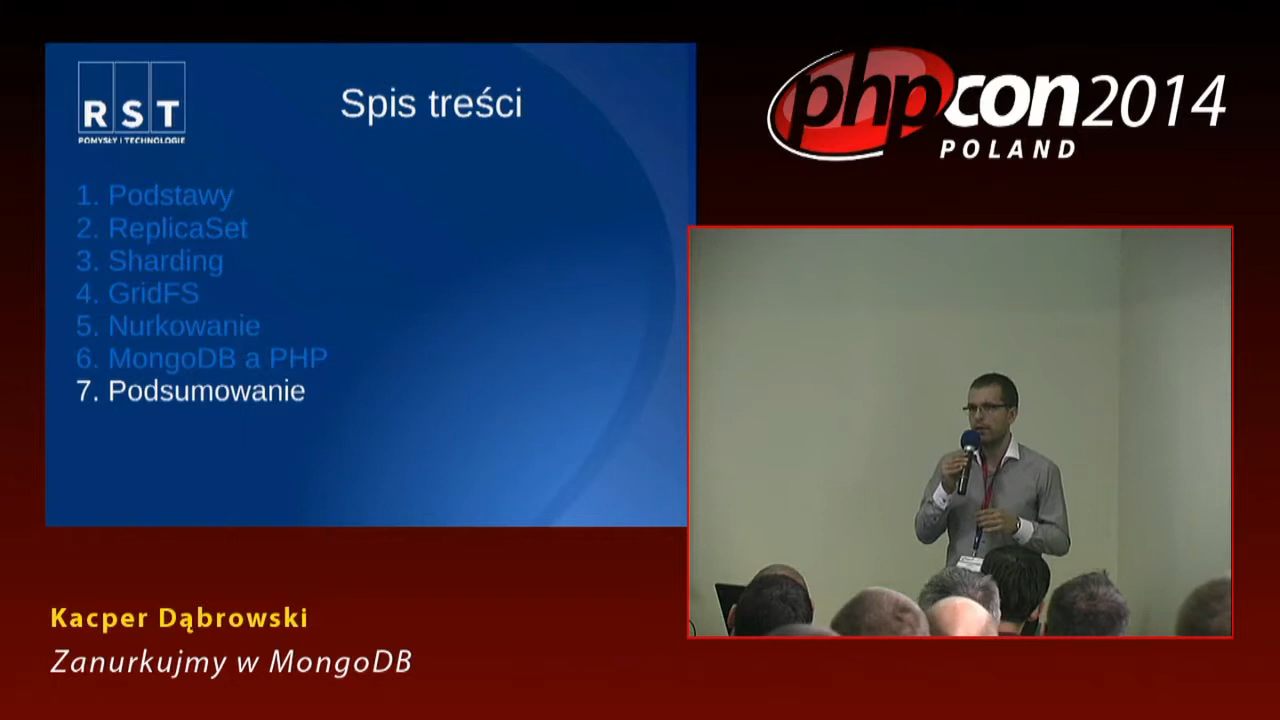 RST
POMYSŁY I TECHNOLOGIE
Spis treści
1. Podstawy
2. ReplicaSet
3. Sharding
4. GridFS
5. Nurkowanie
6. MongoDB a PHP
7. Podsumowanie
phpcon2014
POLAND
Kacper Dąbrowski
Zanurkujmy w MongoDB